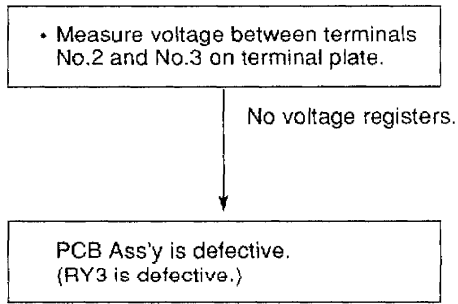 • Measure voltage between terminals
No.2 and No.3 on terminal plate.
No voltage registers.
PCB Ass'y is defective.
(RY3 is defective.)